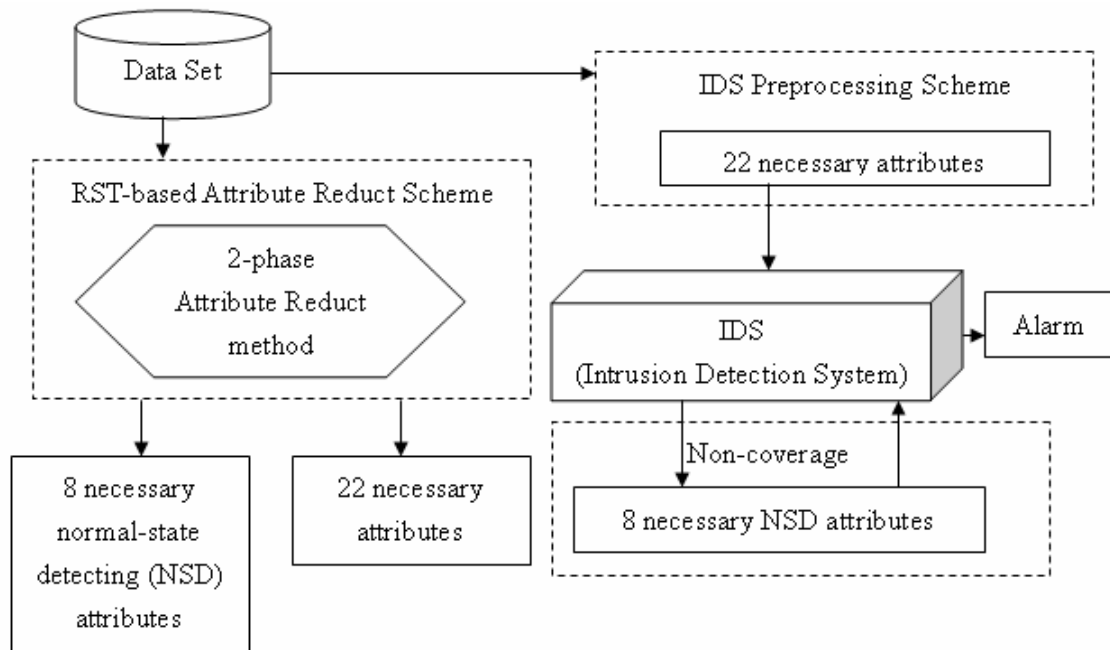 Data Set
IDS Preprocessing Scheme
22 necessary attributes
RST-based Attribute Reduct Scheme
2-phase
Attribute Reduct
method
IDS
(Intrusion Detection System)
Alarm
Non-coverage
8 necessary NSD attributes
8 necessary
normal-state
detecting (NSD)
attributes
22 necessary
attributes